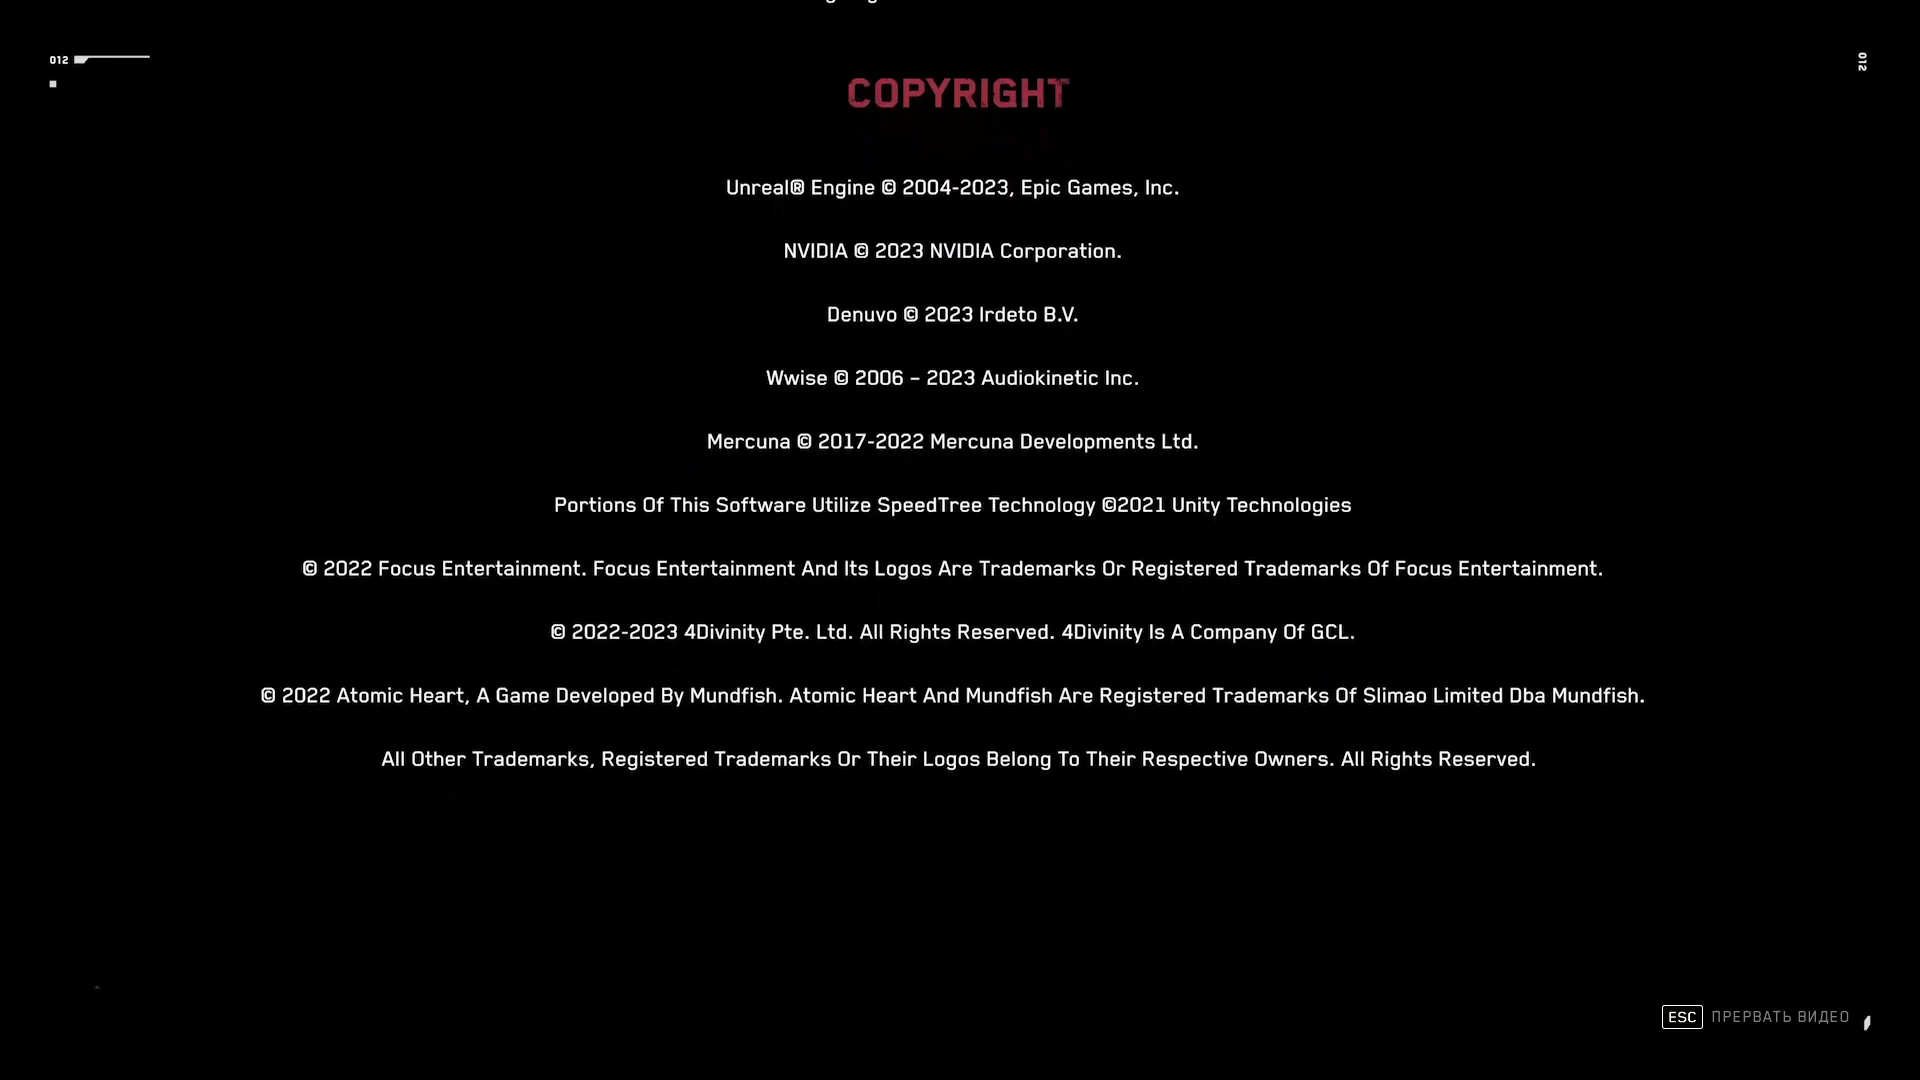 012
012
COPYRIGHT
Unreal® Engine © 2004-2023, Epic Games, Inc.
NVIDIA © 2023 NVIDIA Corporation.
Denuvo © 2023 Irdeto B.V.
Wwise © 2006 – 2023 Audiokinetic Inc.
Mercuna © 2017-2022 Mercuna Developments Ltd.
Portions Of This Software Utilize SpeedTree Technology ©2021 Unity Technologies
© 2022 Focus Entertainment. Focus Entertainment And Its Logos Are Trademarks Or Registered Trademarks Of Focus Entertainment.
© 2022-2023 4Divinity Pte. Ltd. All Rights Reserved. 4Divinity Is A Company Of GCL.
© 2022 Atomic Heart, A Game Developed By Mundfish. Atomic Heart And Mundfish Are Registered Trademarks Of Slimao Limited Dba Mundfish.
All Other Trademarks, Registered Trademarks Or Their Logos Belong To Their Respective Owners. All Rights Reserved.
ESC ПРЕРВАТЬ ВИДЕО